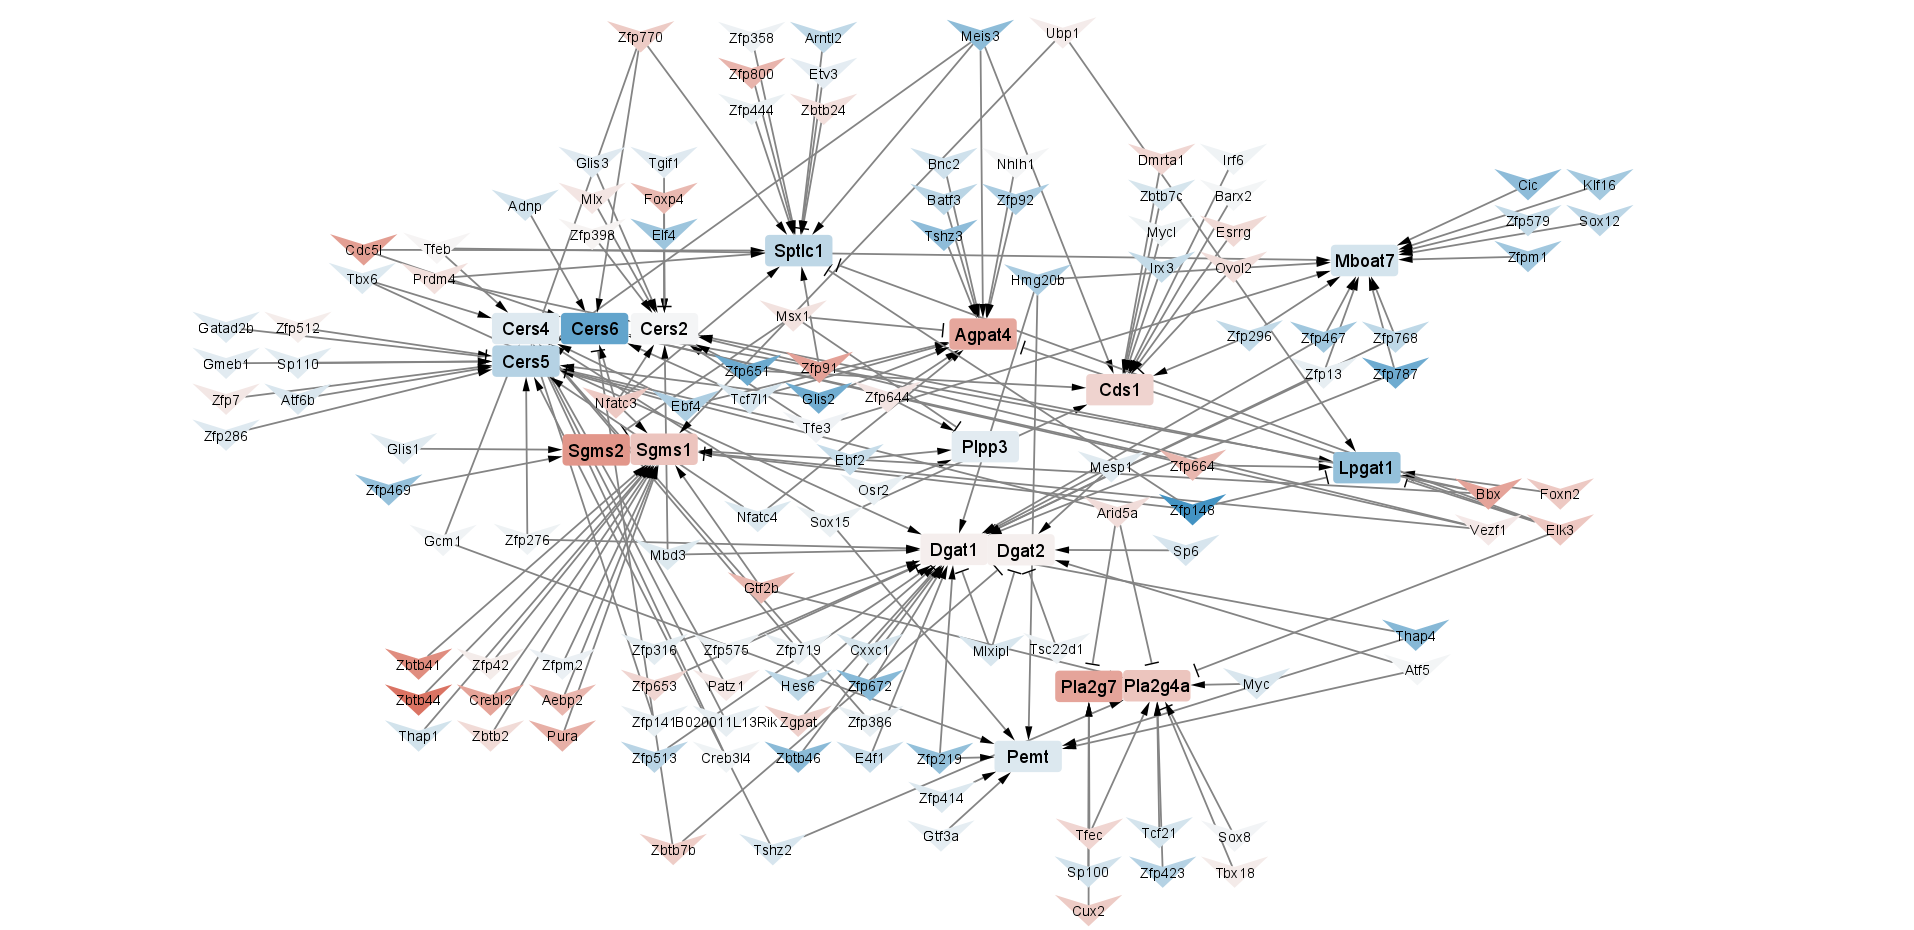 Zfp770
Zfp358
Arntl2
Meis3
Ubp1
Zfp800
Etv3
Zfp444
Zbtb24
Glis3
Tgif1
Bnc2
Nhlh1
Dmrta1
Irf6
Mlx
Foxp4
Batf3
Zfp92
Zbtb7c
Barx2
Cic
Klf16
Adnp
Zfp398
Elf4
Tshz3
Mycl
Esrrg
Zfp579
Sox12
Cdc5l
Tfeb
Sptlc1
Mboat7
Zfpm1
Tbx6
Prdm4
Hmg20b
Irx3
Ovol2
Gatad2b
Zfp512
Cers4
Cers6
Cers2
Msx1
Agpat4
Zfp296
Zfp467
Zfp768
Gmeb1
Sp110
Cers5
Zfp651
Zfp91
Zfp13
Zfp787
Zfp7
Atf6b
Nfatc3
Ebf4
Tcf7l1
Glis2
Zfp644
Cds1
Zfp286
Tfe3
Glis1
Sgms2
Sgms1
Ebf2
Plpp3
Mesp1
Zfp664
Lpgat1
Zfp469
Osr2
Bbx
Foxn2
Nfatc4
Sox15
Arid5a
Zfp148
Vezf1
Elk3
Gcm1
Zfp276
Mbd3
Dgat1
Dgat2
Sp6
Gtf2b
Zbtb41
Zfp42
Zfpm2
Zfp316
Zfp575
Zfp719
Cxxc1
Mlxipl
Tsc22d1
Thap4
Atf5
Zbtb44
Crebl2
Aebp2
Zfp653
Patz1
Hes6
Zfp672
Pla2g7
Pla2g4a
Myc
Thap1
Zbtb2
Pura
Zfp141
B020011L13Rik
Zgpat
Zfp386
Zfp513
Creb3l4
Zbtb46
E4f1
Zfp219
Pemt
Zfp414
Gtf3a
Zbtb7b
Tshz2
Tfec
Tcf21
Sox8
Sp100
Zfp423
Tbx18
Cux2